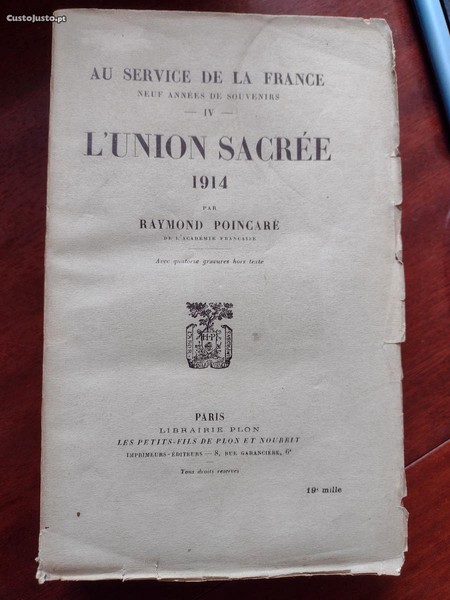 CustoJusto.pt
AU SERVICE DE LA FRANCE
NEUF ANNÉES DE SOUVENIRS
— IV —
L'UNION SACRÉE
1914
PAR
RAYMOND POINCARÉ
DE L'ACADÉMIE FRANÇAISE
Avec quatorze gravures hors texte
PARIS
LIBRAIRIE PLON
LES PETITS-FILS DE PLON ET NOURRIT
IMPRIMEURS-ÉDITEURS — 8, RUE GARANCIÈRE, 6ᵉ
Tous droits réservés
19ᵉ mille